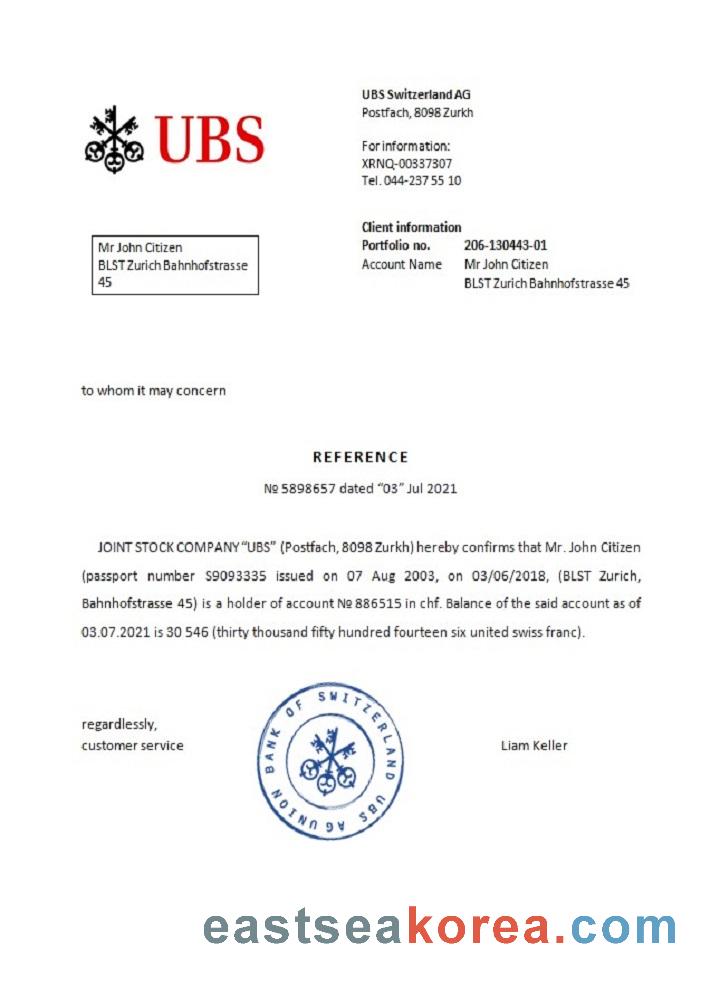 UBS
UBS Switzerland AG
Postfach, 8098 Zurkh
For information:
XRNQ-00337307
Tel. 044-237 55 10
Mr John Citizen
BLST Zurich Bahnhofstrasse
45
Client information
Portfolio no. 206-130443-01
Account Name Mr John Citizen
BLST Zurich Bahnhofstrasse 45
to whom it may concern
REFERENCE
№ 5898657 dated “03” Jul 2021
JOINT STOCK COMPANY “UBS” (Postfach, 8098 Zurkh) hereby confirms that Mr. John Citizen
(passport number S9093335 issued on 07 Aug 2003, on 03/06/2018, (BLST Zurich,
Bahnhofstrasse 45) is a holder of account № 886515 in chf. Balance of the said account as of
03.07.2021 is 30 546 (thirty thousand fifty hundred fourteen six united swiss franc).
regardlessly,
customer service
UNION BANK OF SWITZERLAND UBS AG
Liam Keller
eastseakorea.com